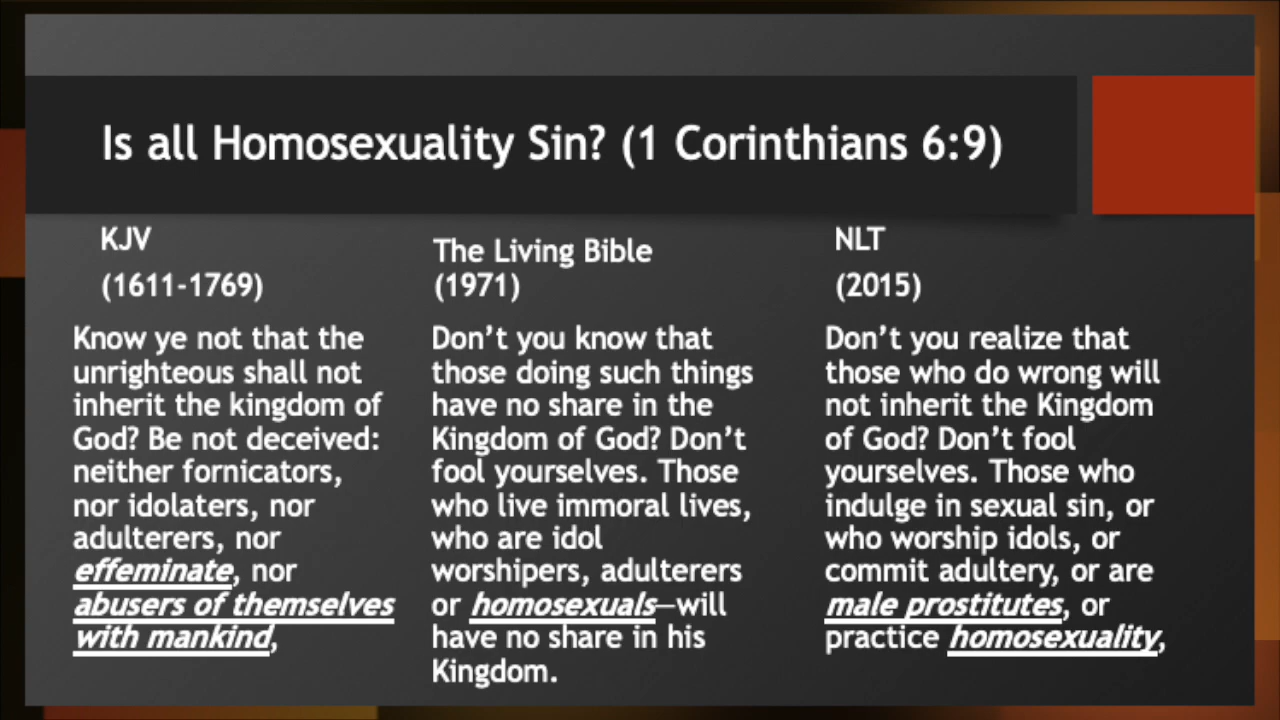 Is all Homosexuality Sin? (1 Corinthians 6:9)
KJV
(1611-1769)
Know ye not that the
unrighteous shall not
inherit the kingdom of
God? Be not deceived:
neither fornicators,
nor idolaters, nor
adulterers, nor
effeminate, nor
abusers of themselves
with mankind,
The Living Bible
(1971)
Don’t you know that
those doing such things
have no share in the
Kingdom of God? Don’t
fool yourselves. Those
who live immoral lives,
who are idol
worshipers, adulterers
or homosexuals—will
have no share in his
Kingdom.
NLT
(2015)
Don’t you realize that
those who do wrong will
not inherit the Kingdom
of God? Don’t fool
yourselves. Those who
indulge in sexual sin, or
who worship idols, or
commit adultery, or are
male prostitutes, or
practice homosexuality,